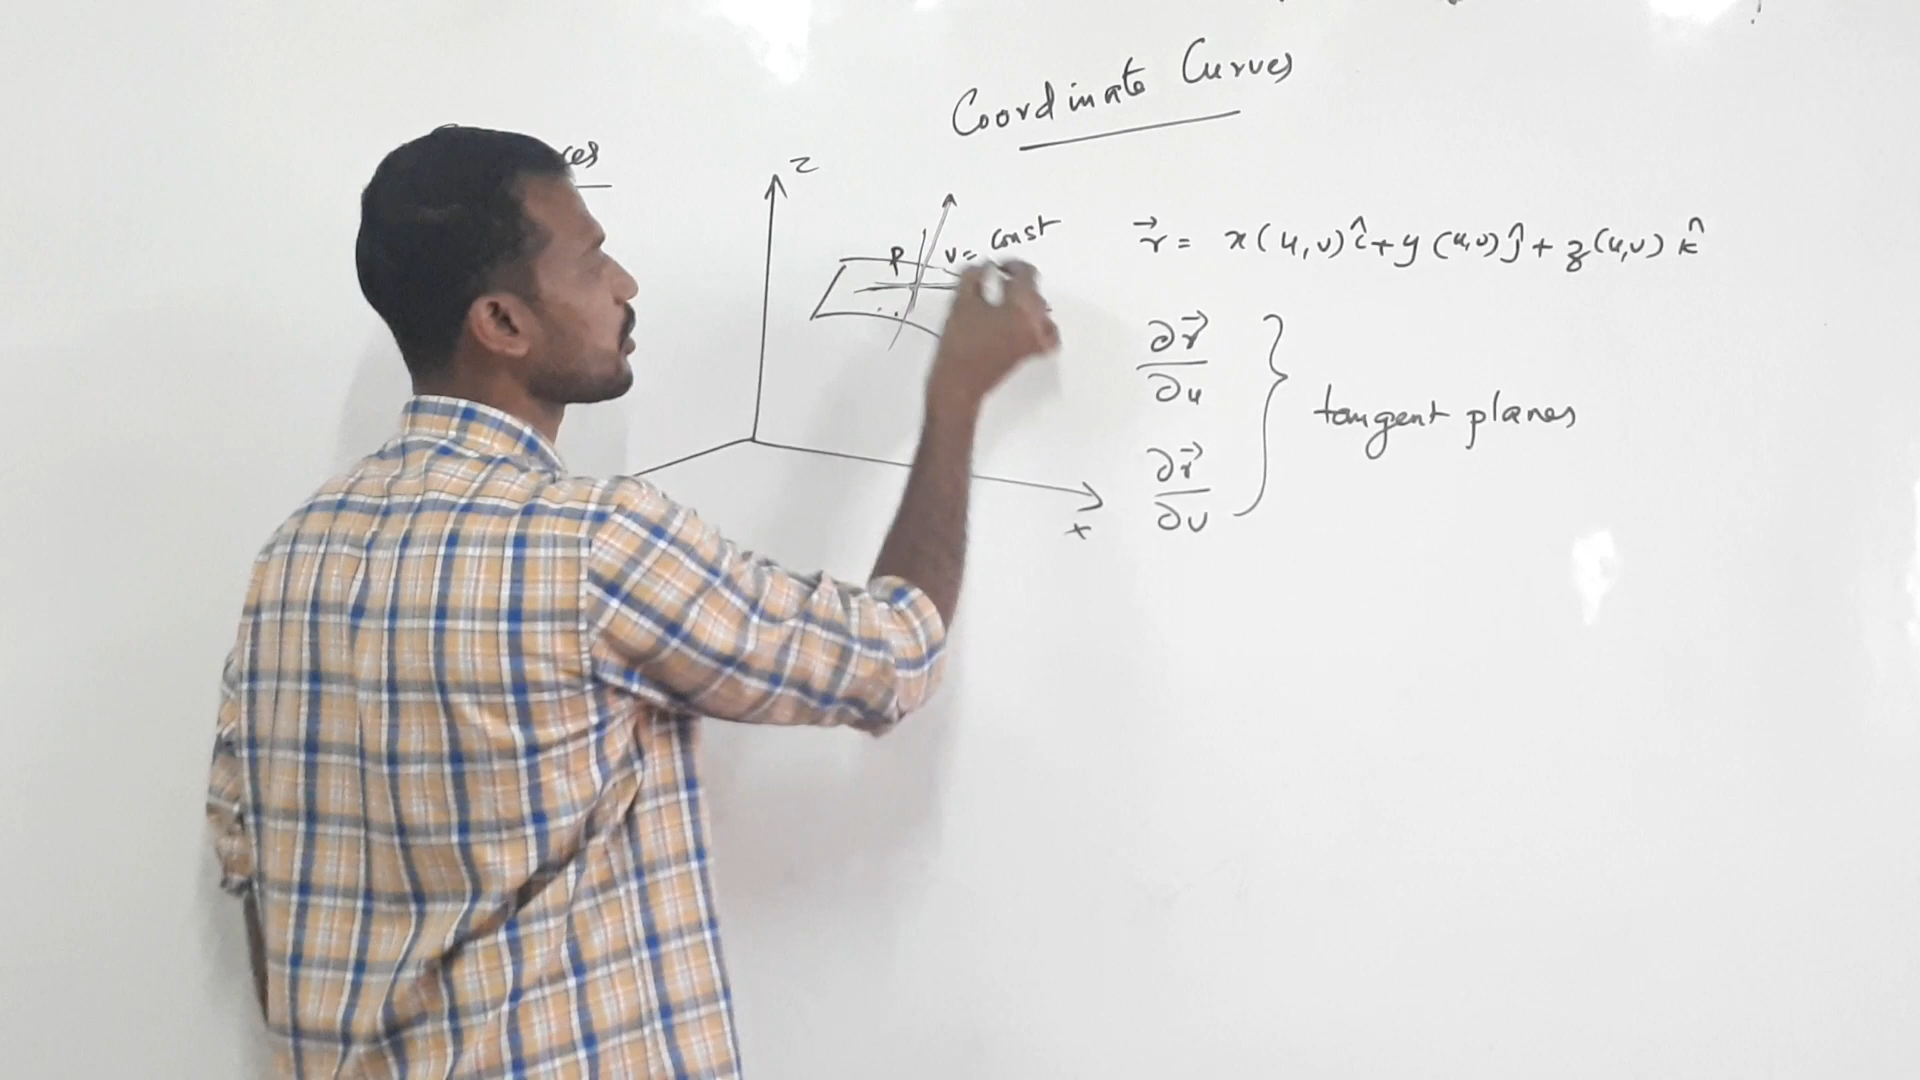 Coordinate Curves
z
P
v = const
x
r⃗ = x(u,v)î + y(u,v)ĵ + z(u,v) k̂
∂r⃗/∂u
∂r⃗/∂v
} tangent planes